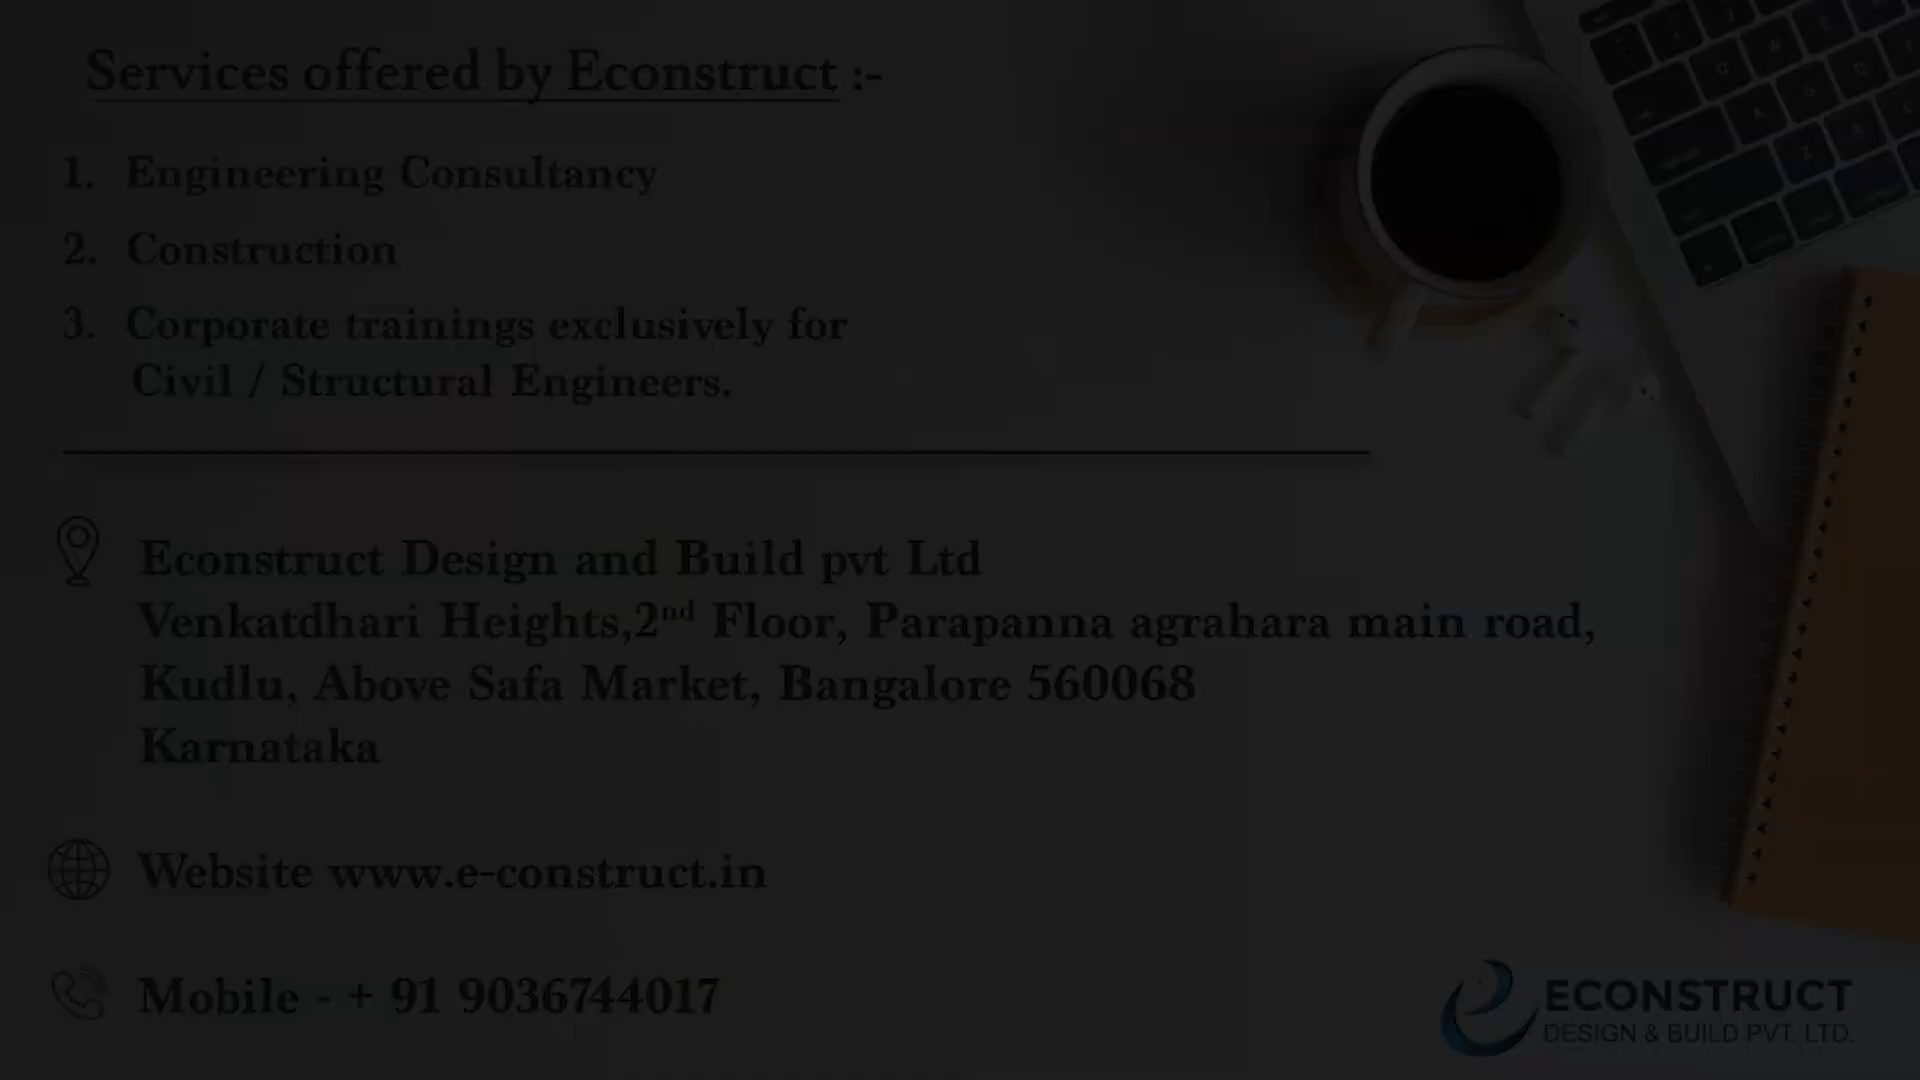 Services offered by Econstruct :-
1. Engineering Consultancy
2. Construction
3. Corporate trainings exclusively for
Civil / Structural Engineers.
Econstruct Design and Build pvt Ltd
Venkatdhari Heights,2nd Floor, Parapanna agrahara main road,
Kudlu, Above Safa Market, Bangalore 560068
Karnataka
Website www.e-construct.in
Mobile - + 91 9036744017
ECONSTRUCT
DESIGN & BUILD PVT. LTD.